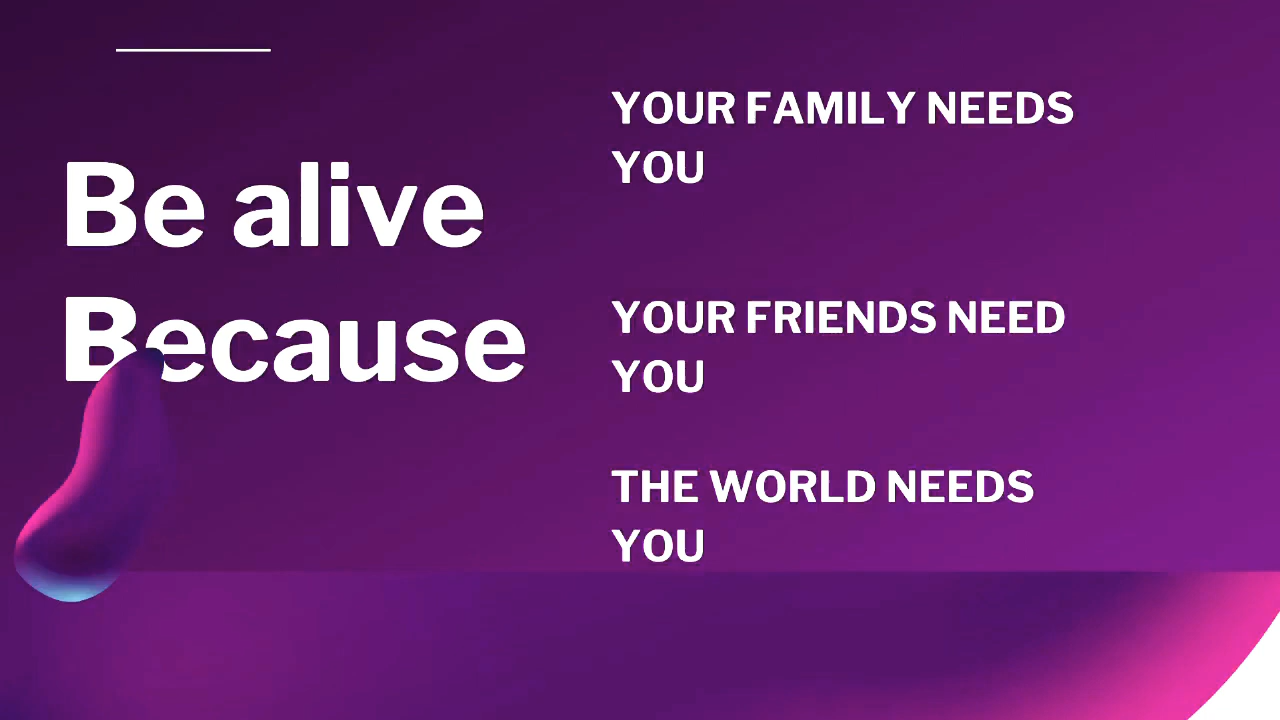 Be alive
Because
YOUR FAMILY NEEDS
YOU
YOUR FRIENDS NEED
YOU
THE WORLD NEEDS
YOU